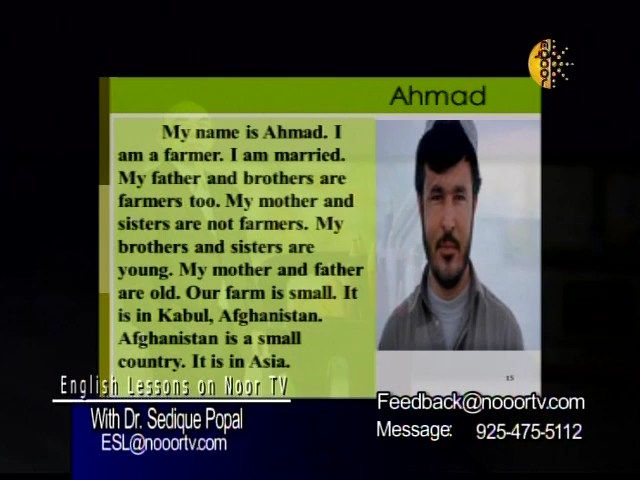 NOOOR
Ahmad
My name is Ahmad. I
am a farmer. I am married.
My father and brothers are
farmers too. My mother and
sisters are not farmers. My
brothers and sisters are
young. My mother and father
are old. Our farm is small. It
is in Kabul, Afghanistan.
Afghanistan is a small
country. It is in Asia.
15
English Lessons on Noor TV
With Dr. Sedique Popal
ESL@nooortv.com
Feedback@nooortv.com
Message: 925-475-5112